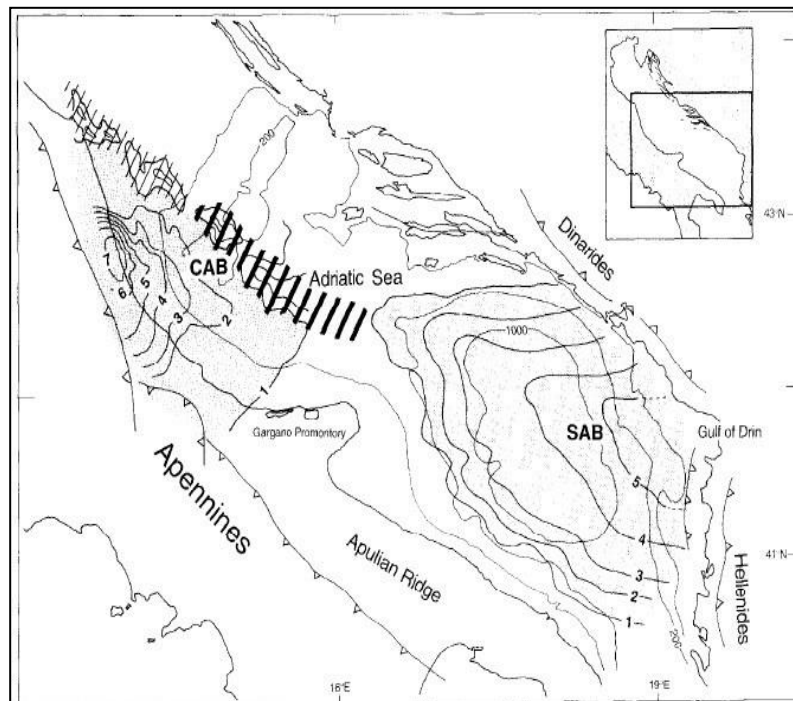 200
43°N
Dinarides
CAB
Adriatic Sea
7
6
5
4
3
2
1
1000
SAB
Gulf of Drin
Gargano Promontory
Apennines
5
4
3
2
1
Apulian Ridge
41°N
Hellenides
200
16°E
19°E